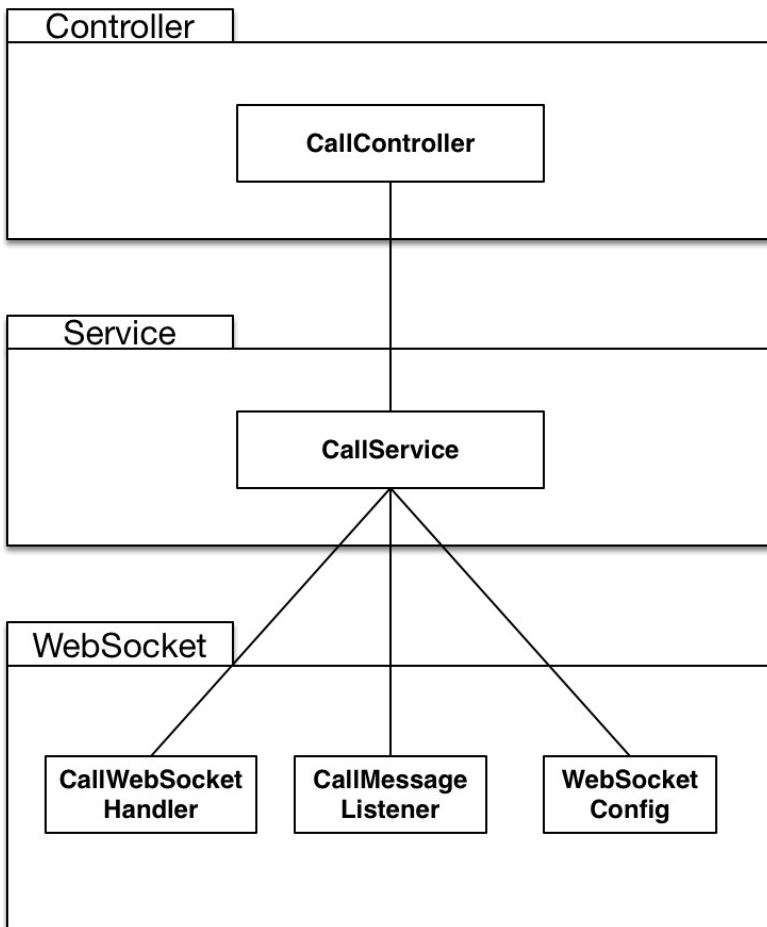 Controller
CallController
Service
CallService
WebSocket
CallWebSocket
Handler
CallMessage
Listener
WebSocket
Config